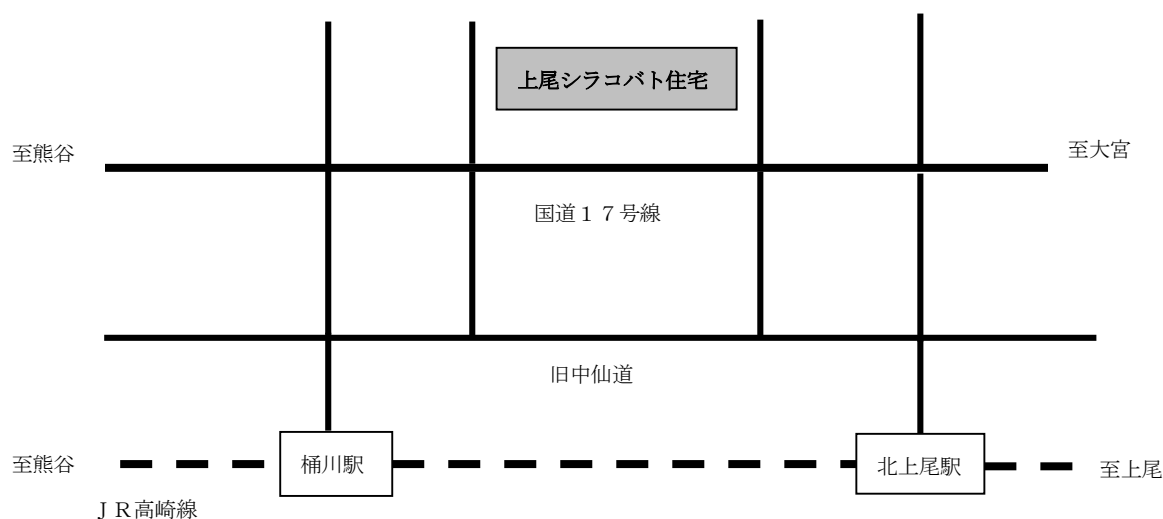 上尾シラコバト住宅
至熊谷
至大宮
国道１７号線
旧中仙道
至熊谷
桶川駅
北上尾駅
至上尾
ＪＲ高崎線